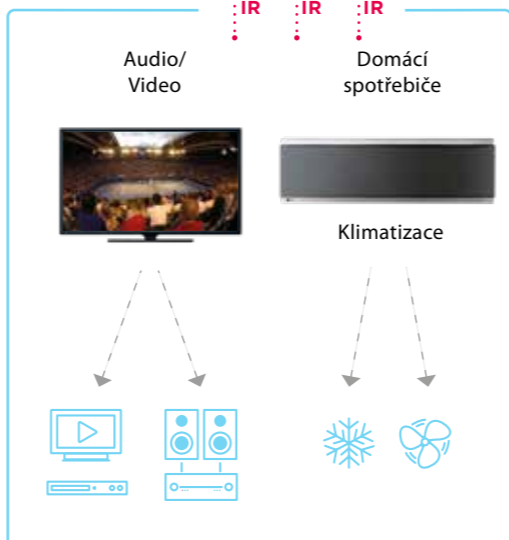 IR IR IR
Audio/
Video
Domácí
spotřebiče
Klimatizace